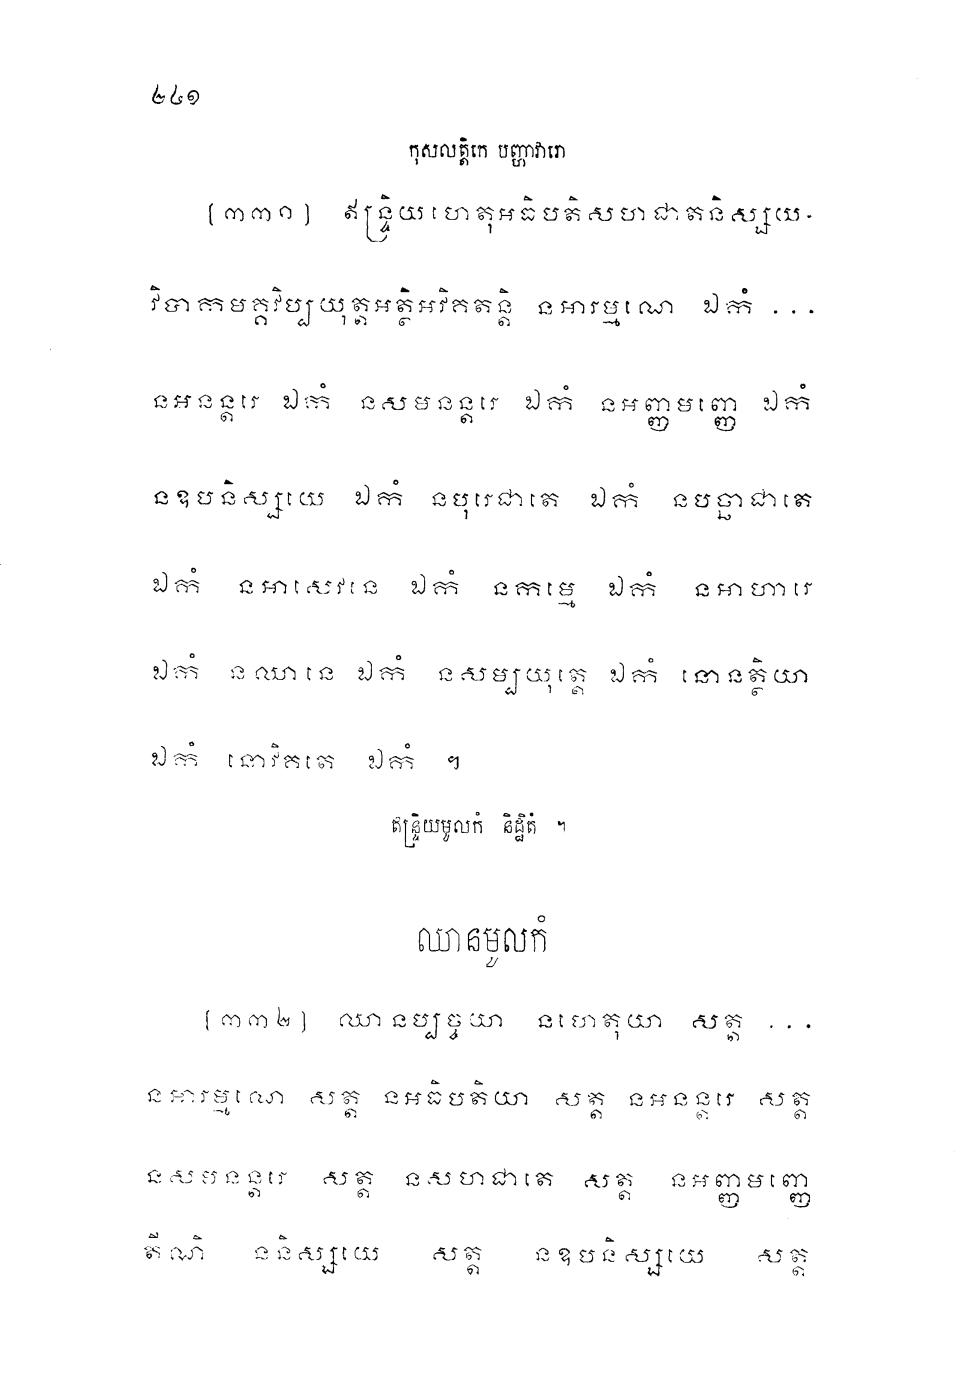 ២៤១
កុសលត្តិកេ បញ្ហាវារោ
[៣៣១] ឥន្ទ្រិយហេតុអធិបតិសហជាតនិស្សយ-
វិបាកមគ្គវិប្បយុត្តអត្ថិអវិគតន្តិ នអារម្មណេ ឯកំ ...
នអនន្តរេ ឯកំ នសមនន្តរេ ឯកំ នអញ្ញមញ្ញេ ឯកំ
នឧបនិស្សយេ ឯកំ នបុរេជាតេ ឯកំ នបច្ឆាជាតេ
ឯកំ នអាសេវនេ ឯកំ នកម្មេ ឯកំ នអាហារេ
ឯកំ នឈានេ ឯកំ នសម្បយុត្តេ ឯកំ នោនត្ថិយា
ឯកំ នោវិគតេ ឯកំ ។
ឥន្ទ្រិយមូលកំ និដ្ឋិតំ ។
ឈានមូលកំ
[៣៣២] ឈានប្បច្ចយា នហេតុយា សត្ត ...
នអារម្មណេ សត្ត នអធិបតិយា សត្ត នអនន្តរេ សត្ត
នសមនន្តរេ សត្ត នសហជាតេ សត្ត នអញ្ញមញ្ញេ
តីណិ ននិស្សយេ សត្ត នឧបនិស្សយេ សត្ត